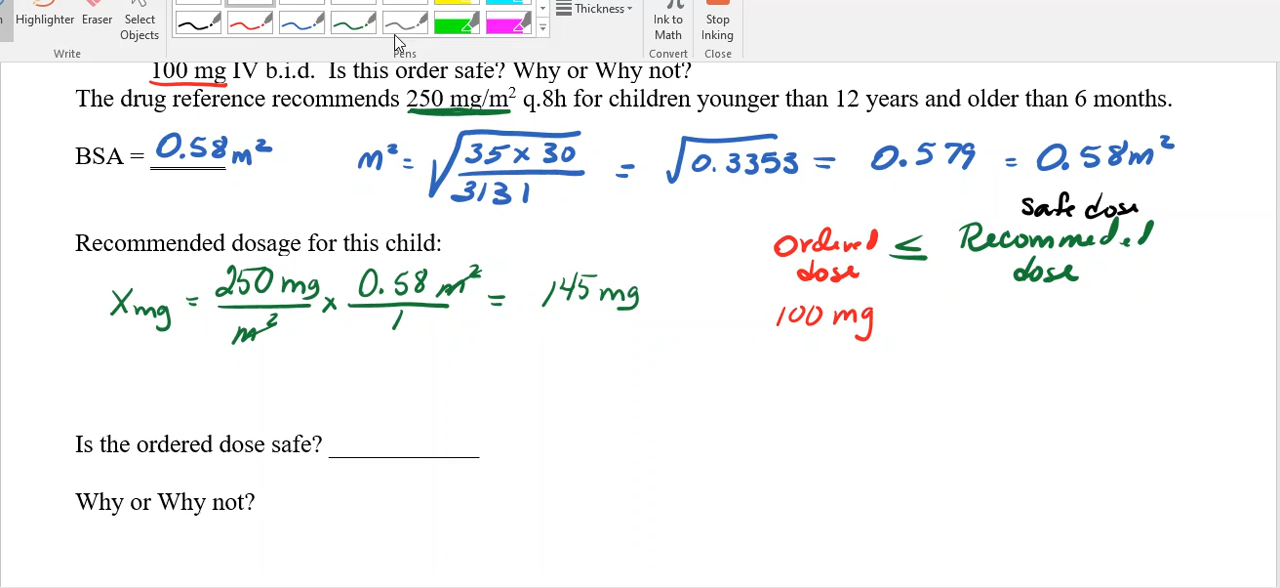 Highlighter Eraser Select Objects
Thickness
Ink to Math
Stop Inking
Write
Pens
Convert
Close
100 mg IV b.i.d. Is this order safe? Why or Why not?
The drug reference recommends 250 mg/m² q.8h for children younger than 12 years and older than 6 months.
BSA = 0.58 m² m² = √(35 x 30 / 3131) = √0.3353 = 0.579 = 0.58 m²
safe dose
Recommended dosage for this child:
Ordered dose ≤ Recommeded dose
X mg = 250 mg / m² x 0.58 m² / 1 = 145 mg
100 mg
Is the ordered dose safe? ____________
Why or Why not?